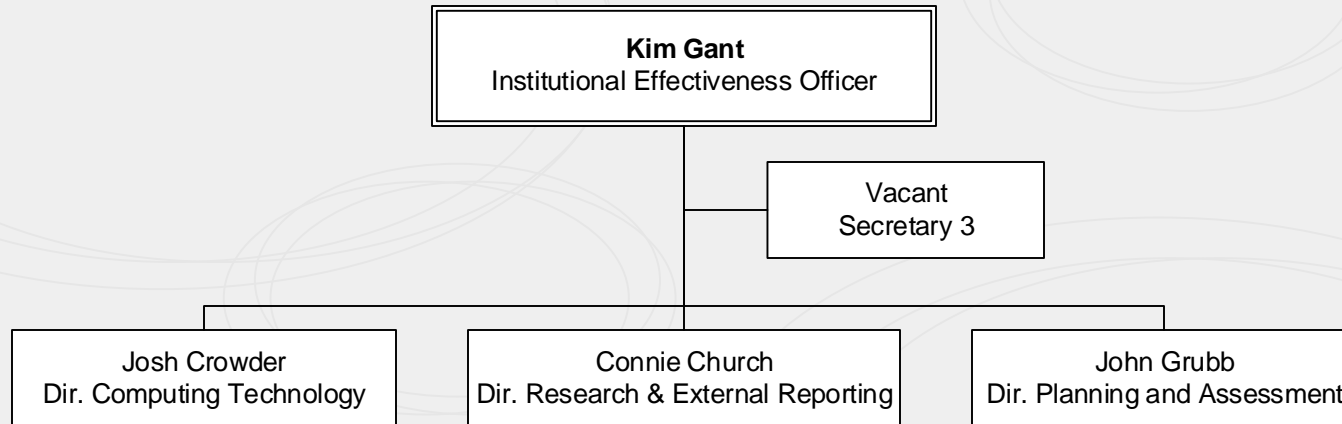 Kim Gant
Institutional Effectiveness Officer
Vacant
Secretary 3
Josh Crowder
Dir. Computing Technology
Connie Church
Dir. Research & External Reporting
John Grubb
Dir. Planning and Assessment